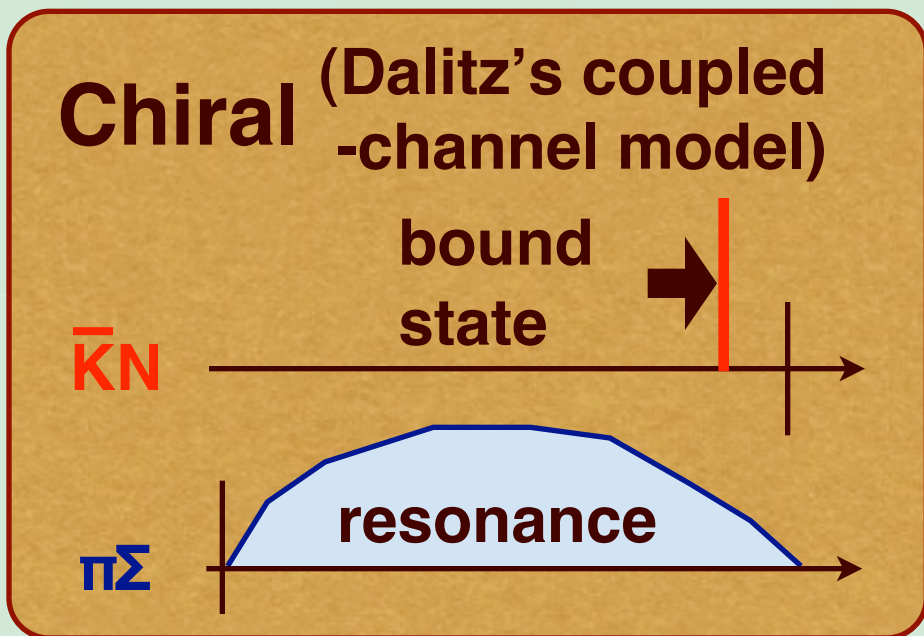 Chiral (Dalitz’s coupled
-channel model)
bound
state
K̅N
resonance
πΣ